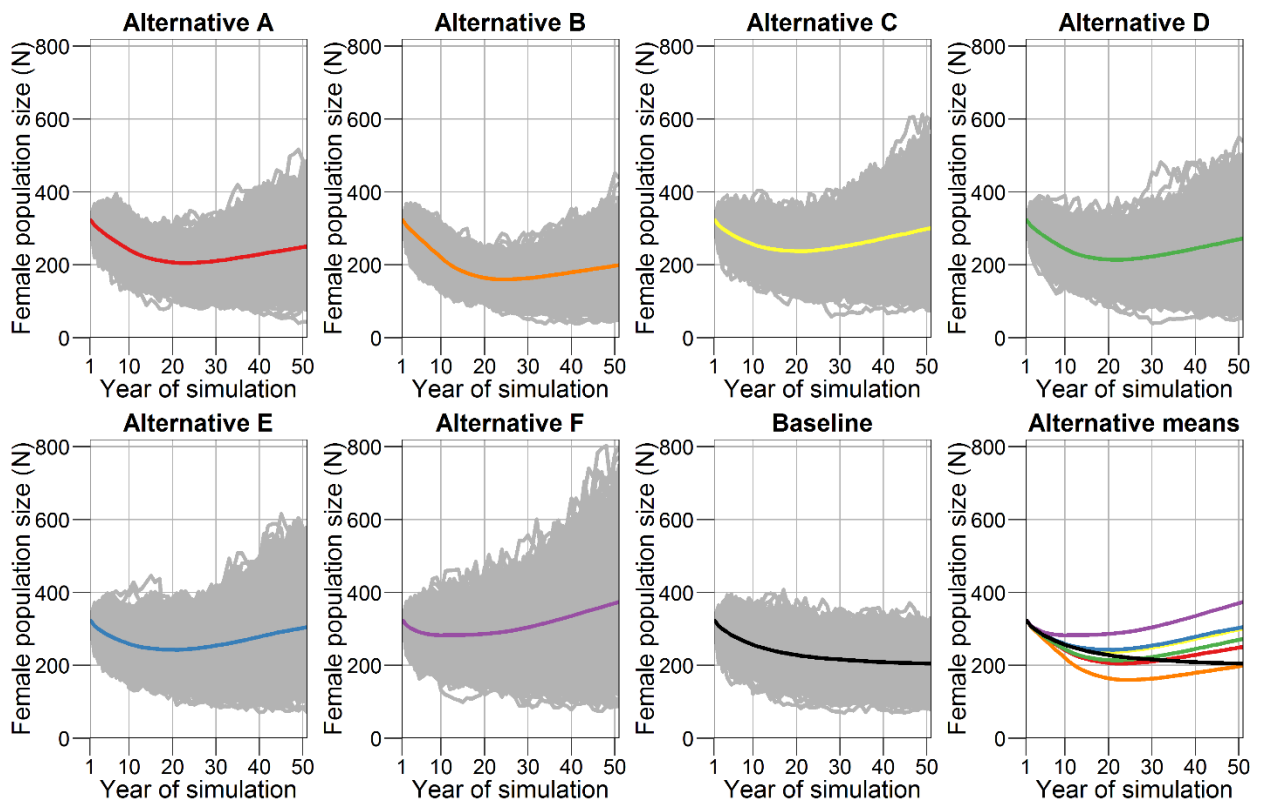 Alternative A
Alternative B
Alternative C
Alternative D
Female population size (N)
800
600
400
200
0
1 10 20 30 40 50
Year of simulation
Female population size (N)
800
600
400
200
0
1 10 20 30 40 50
Year of simulation
Female population size (N)
800
600
400
200
0
1 10 20 30 40 50
Year of simulation
Female population size (N)
800
600
400
200
0
1 10 20 30 40 50
Year of simulation
Alternative E
Alternative F
Baseline
Alternative means
Female population size (N)
800
600
400
200
0
1 10 20 30 40 50
Year of simulation
Female population size (N)
800
600
400
200
0
1 10 20 30 40 50
Year of simulation
Female population size (N)
800
600
400
200
0
1 10 20 30 40 50
Year of simulation
Female population size (N)
800
600
400
200
0
1 10 20 30 40 50
Year of simulation